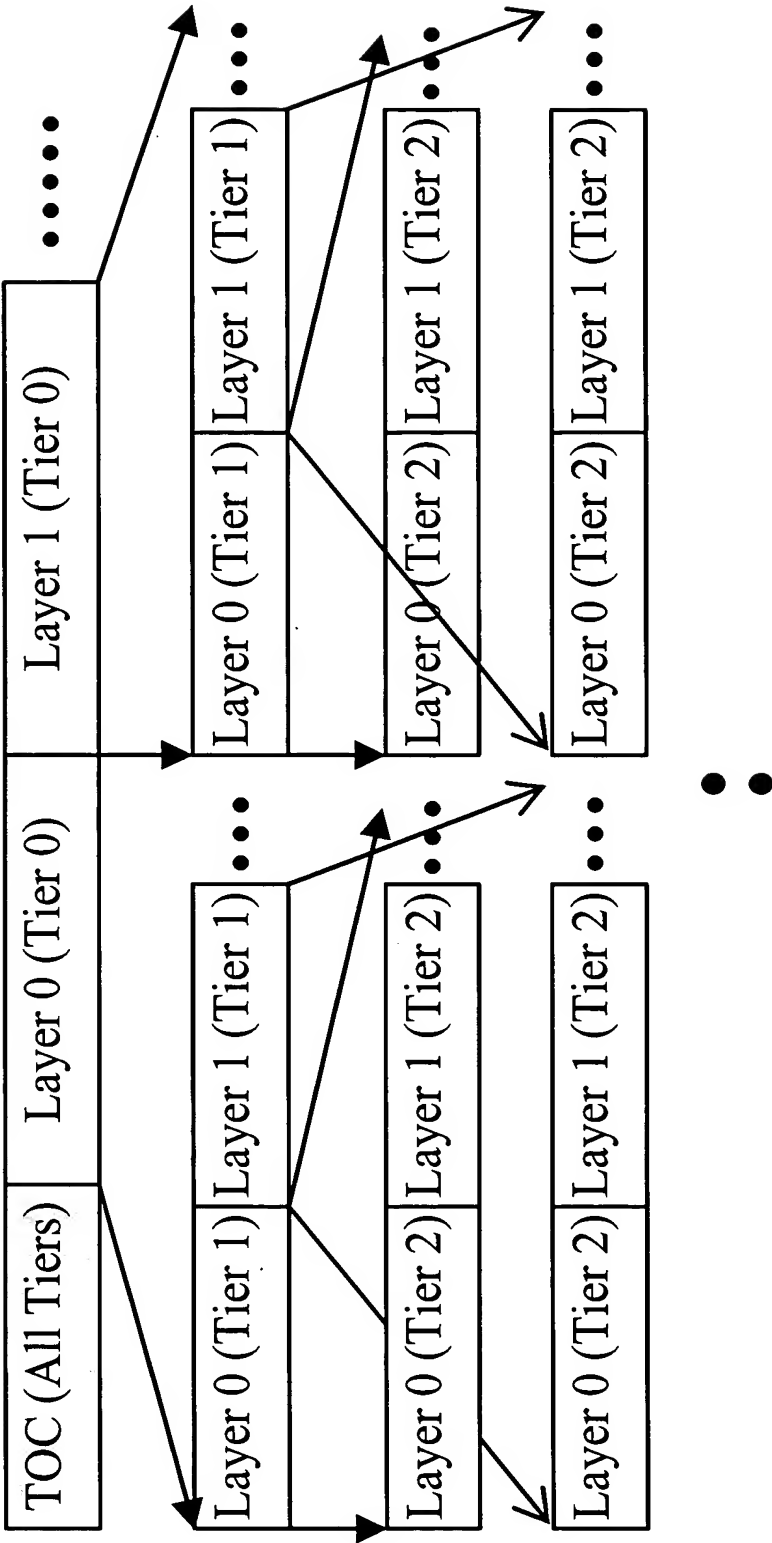 TOC (All Tiers) Layer 0 (Tier 0) Layer 1 (Tier 0)
Layer 0 (Tier 1) Layer 1 (Tier 1) Layer 0 (Tier 1) Layer 1 (Tier 1)
Layer 0 (Tier 2) Layer 1 (Tier 2) Layer 0 (Tier 2) Layer 1 (Tier 2)
Layer 0 (Tier 2) Layer 1 (Tier 2) Layer 0 (Tier 2) Layer 1 (Tier 2)